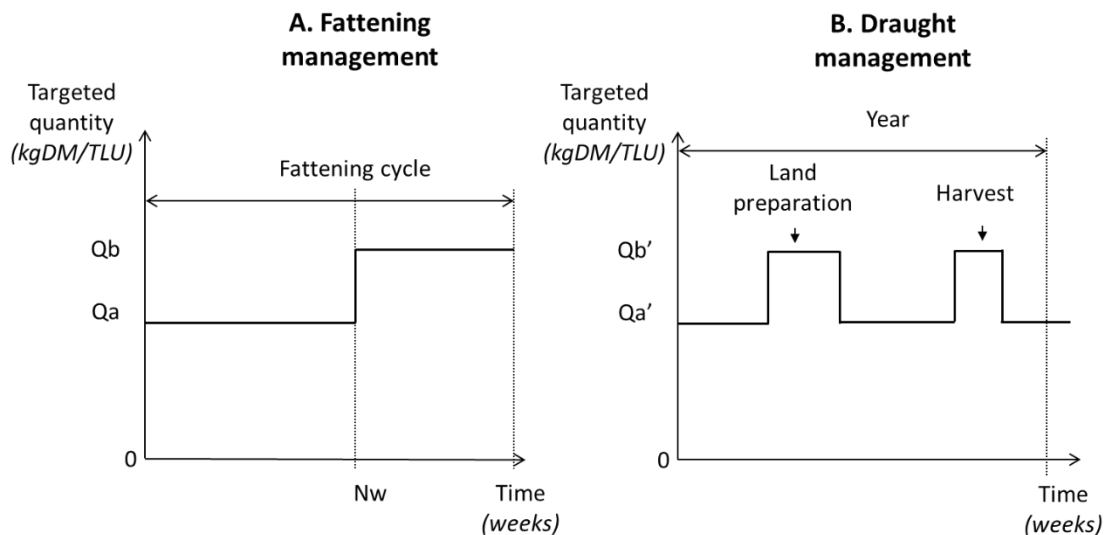 A. Fattening
management
Targeted
quantity
(kgDM/TLU)
Fattening cycle
Qb
Qa
0
Nw
Time
(weeks)
B. Draught
management
Targeted
quantity
(kgDM/TLU)
Year
Land
preparation
Harvest
Qb’
Qa’
0
Time
(weeks)